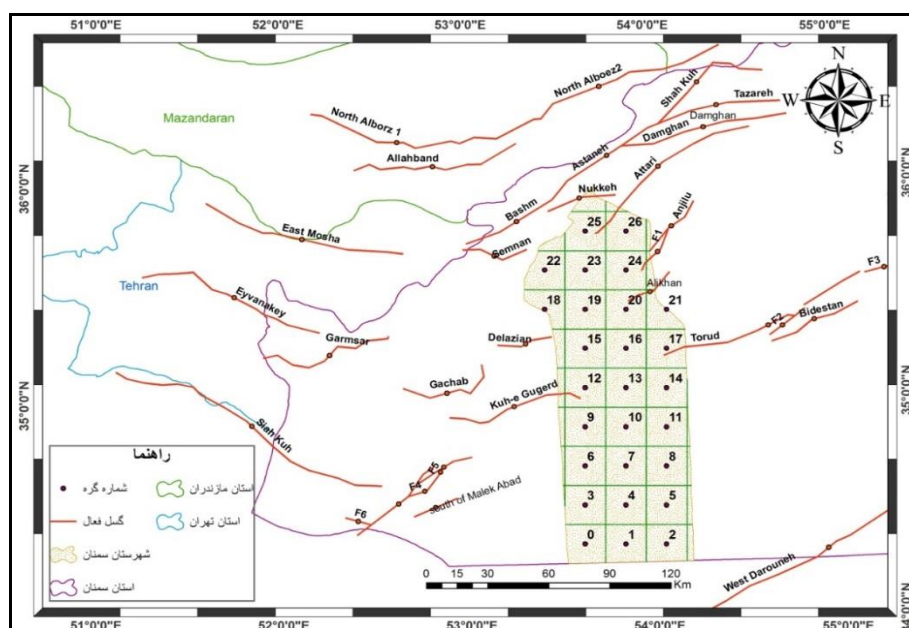 51°0'0"E 52°0'0"E 53°0'0"E 54°0'0"E 55°0'0"E
North Alboez2
Shah Kuh
N
W E
S
Tazareh
Mazandaran
North Alborz 1
Damghan
Damghan
Allahband
Astaneh
Attari
36°0'0"N
36°0'0"N
Nukkeh
Bashm
Anjilu
25 26
East Mosha
Semnan
F1
22 23 24
F3
Tehran
Alikhan
Eyvanakey
18 19 20 21
F2
Bidestan
Garmsar
Delazian
15 16 17
Torud
Gachab
12 13 14
35°0'0"N
35°0'0"N
Kuh-e Gugerd
Siah Kuh
9 10 11
راهنما
شماره گره
استان مازندران
گسل فعال
استان تهران
شهرستان سمنان
استان سمنان
F5
F4
6 7 8
south of Malek Abad
F6
3 4 5
0 1 2
West Darouneh
0 15 30 60 90 120
Km
34°0'0"N
51°0'0"E 52°0'0"E 53°0'0"E 54°0'0"E 55°0'0"E